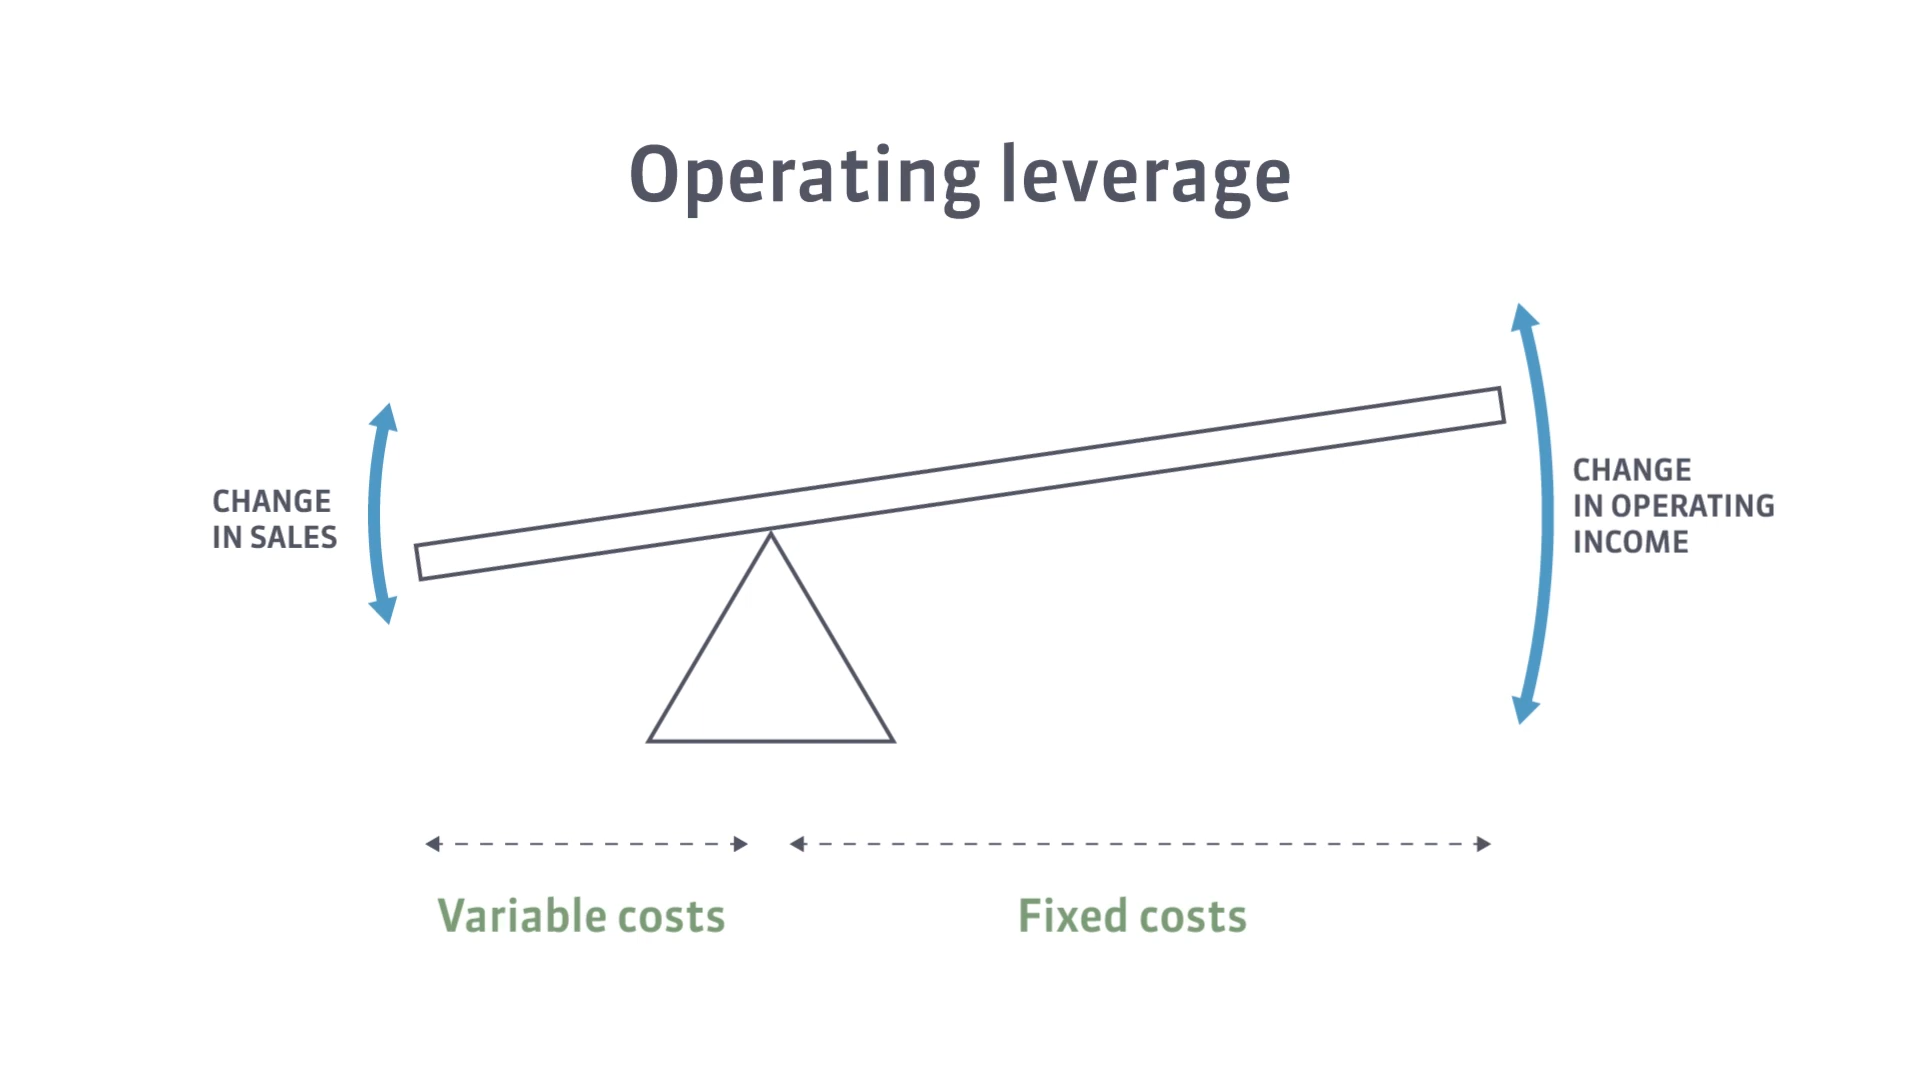 Operating leverage
CHANGE
IN SALES
CHANGE
IN OPERATING
INCOME
Variable costs
Fixed costs